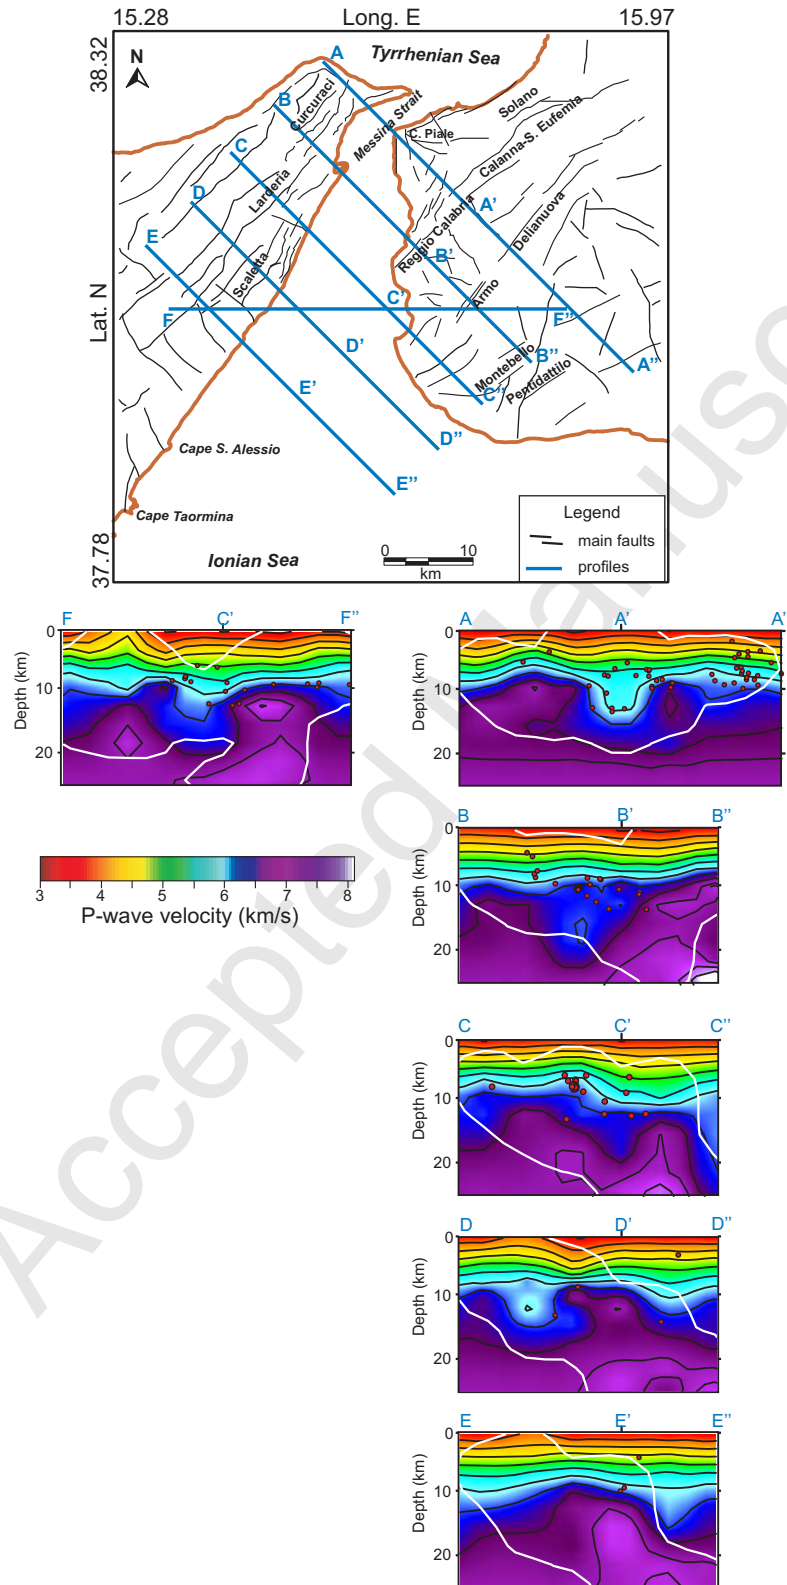 15.28 Long. E 15.97
38.32
Tyrrhenian Sea
N
A
B
Curcuraci
Messina Strait
C. Piale
Solano
Calanna-S. Eufemia
C
D
Larderia
E
Scaletta
Reggio Calabria
A'
Delianuova
B'
Armo
Lat. N
F
C'
F''
D'
Montebello
B''
Pentidattilo
A''
E'
C''
D''
Cape S. Alessio
E''
Cape Taormina
37.78
Ionian Sea
0 10
km
Legend
main faults
profiles
F C' F''
0
10
20
Depth (km)
A A' A'
0
10
20
Depth (km)
B B' B''
0
10
20
Depth (km)
3 4 5 6 7 8
P-wave velocity (km/s)
C C' C''
0
10
20
Depth (km)
D D' D''
0
10
20
Depth (km)
E E' E''
0
10
20
Depth (km)